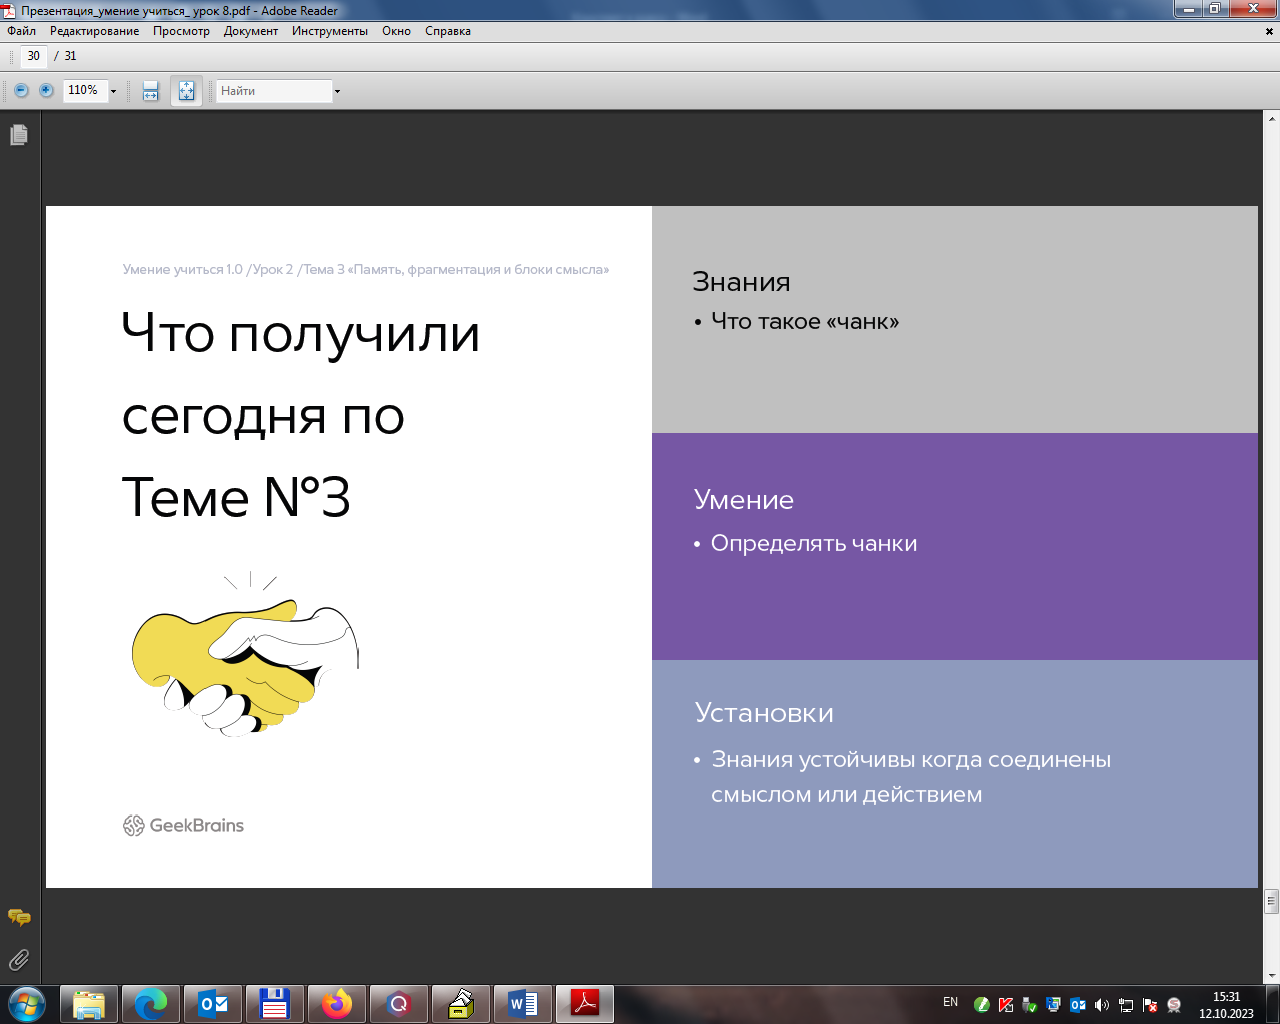 Презентация_умение учиться_ урок 8.pdf - Adobe Reader
Файл Редактирование Просмотр Документ Инструменты Окно Справка
30 / 31
110% Найти
Умение учиться 1.0 /Урок 2 /Тема 3 «Память, фрагментация и блоки смысла»
Что получили
сегодня по
Теме №3
GeekBrains
Знания
• Что такое «чанк»
Умение
• Определять чанки
Установки
• Знания устойчивы когда соединены
смыслом или действием
EN
15:31
12.10.2023